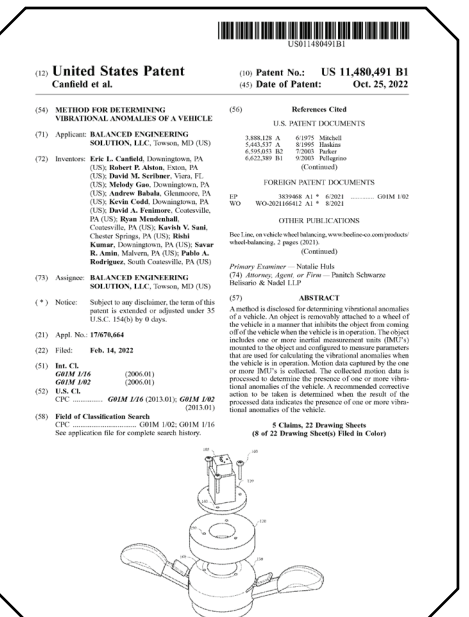 US011480491B1
(12) United States Patent
Canfield et al.
(10) Patent No.: US 11,480,491 B1
(45) Date of Patent: Oct. 25, 2022
(54) METHOD FOR DETERMINING
VIBRATIONAL ANOMALIES OF A VEHICLE
(71) Applicant: BALANCED ENGINEERING
SOLUTION, LLC, Towson, MD (US)
(72) Inventors: Eric L. Canfield, Downingtown, PA
(US); Robert P. Alston, Exton, PA
(US); David M. Scribner, Viera, FL
(US); Melody Gao, Downingtown, PA
(US); Andrew Babala, Glenmoore, PA
(US); Kevin Codd, Downingtown, PA
(US); David A. Fenimore, Coatesville,
PA (US); Ryan Mendenhall,
Coatesville, PA (US); Kavish V. Sani,
Chester Springs, PA (US); Rishi
Kumar, Downingtown, PA (US); Savar
R. Amin, Malvern, PA (US); Pablo A.
Rodriguez, South Coatesville, PA (US)
(73) Assignee: BALANCED ENGINEERING
SOLUTION, LLC, Towson, MD (US)
( * ) Notice: Subject to any disclaimer, the term of this
patent is extended or adjusted under 35
U.S.C. 154(b) by 0 days.
(21) Appl. No.: 17/670,664
(22) Filed: Feb. 14, 2022
(51) Int. Cl.
G01M 1/16 (2006.01)
G01M 1/02 (2006.01)
(52) U.S. Cl.
CPC ............... G01M 1/16 (2013.01); G01M 1/02
(2013.01)
(58) Field of Classification Search
CPC ............................. G01M 1/02; G01M 1/16
See application file for complete search history.
(56) References Cited
U.S. PATENT DOCUMENTS
3,888,128 A 6/1975 Mitchell
5,443,537 A 8/1995 Haskins
6,595,053 B2 7/2003 Parker
6,622,389 B1 9/2003 Pellegrino
(Continued)
FOREIGN PATENT DOCUMENTS
EP 3839468 A1 * 6/2021 ............. G01M 1/02
WO WO-2021166412 A1 * 8/2021
OTHER PUBLICATIONS
Bee Line, on vehicle wheel balancing, www.beeline-co.com/products/
wheel-balancing, 2 pages (2021).
(Continued)
Primary Examiner — Natalie Huls
(74) Attorney, Agent, or Firm — Panitch Schwarze
Belisario & Nadel LLP
(57) ABSTRACT
A method is disclosed for determining vibrational anomalies
of a vehicle. An object is removably attached to a wheel of
the vehicle in a manner that inhibits the object from coming
off of the vehicle when the vehicle is in operation. The object
includes one or more inertial measurement units (IMU's)
mounted to the object and configured to measure parameters
that are used for calculating the vibrational anomalies when
the vehicle is in operation. Motion data captured by the one
or more IMU's is collected. The collected motion data is
processed to determine the presence of one or more vibra-
tional anomalies of the vehicle. A recommended corrective
action to be taken is determined when the result of the
processed data indicates the presence of one or more vibra-
tional anomalies of the vehicle.
5 Claims, 22 Drawing Sheets
(8 of 22 Drawing Sheet(s) Filed in Color)